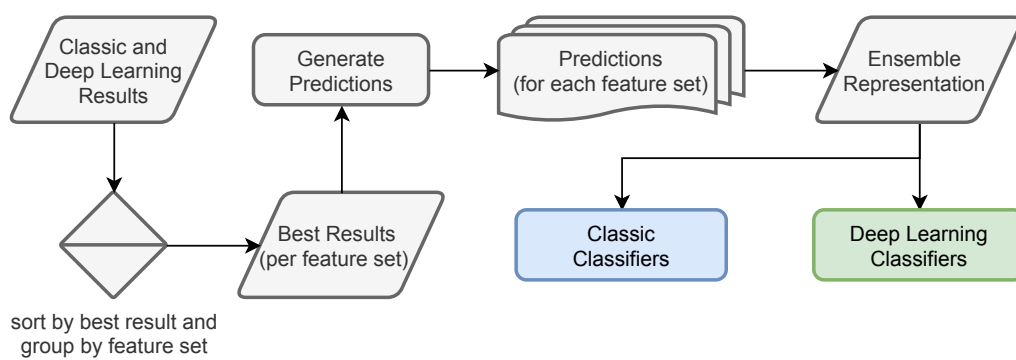 Classic and
Deep Learning
Results
sort by best result and
group by feature set
Best Results
(per feature set)
Generate
Predictions
Predictions
(for each feature set)
Ensemble
Representation
Classic
Classifiers
Deep Learning
Classifiers